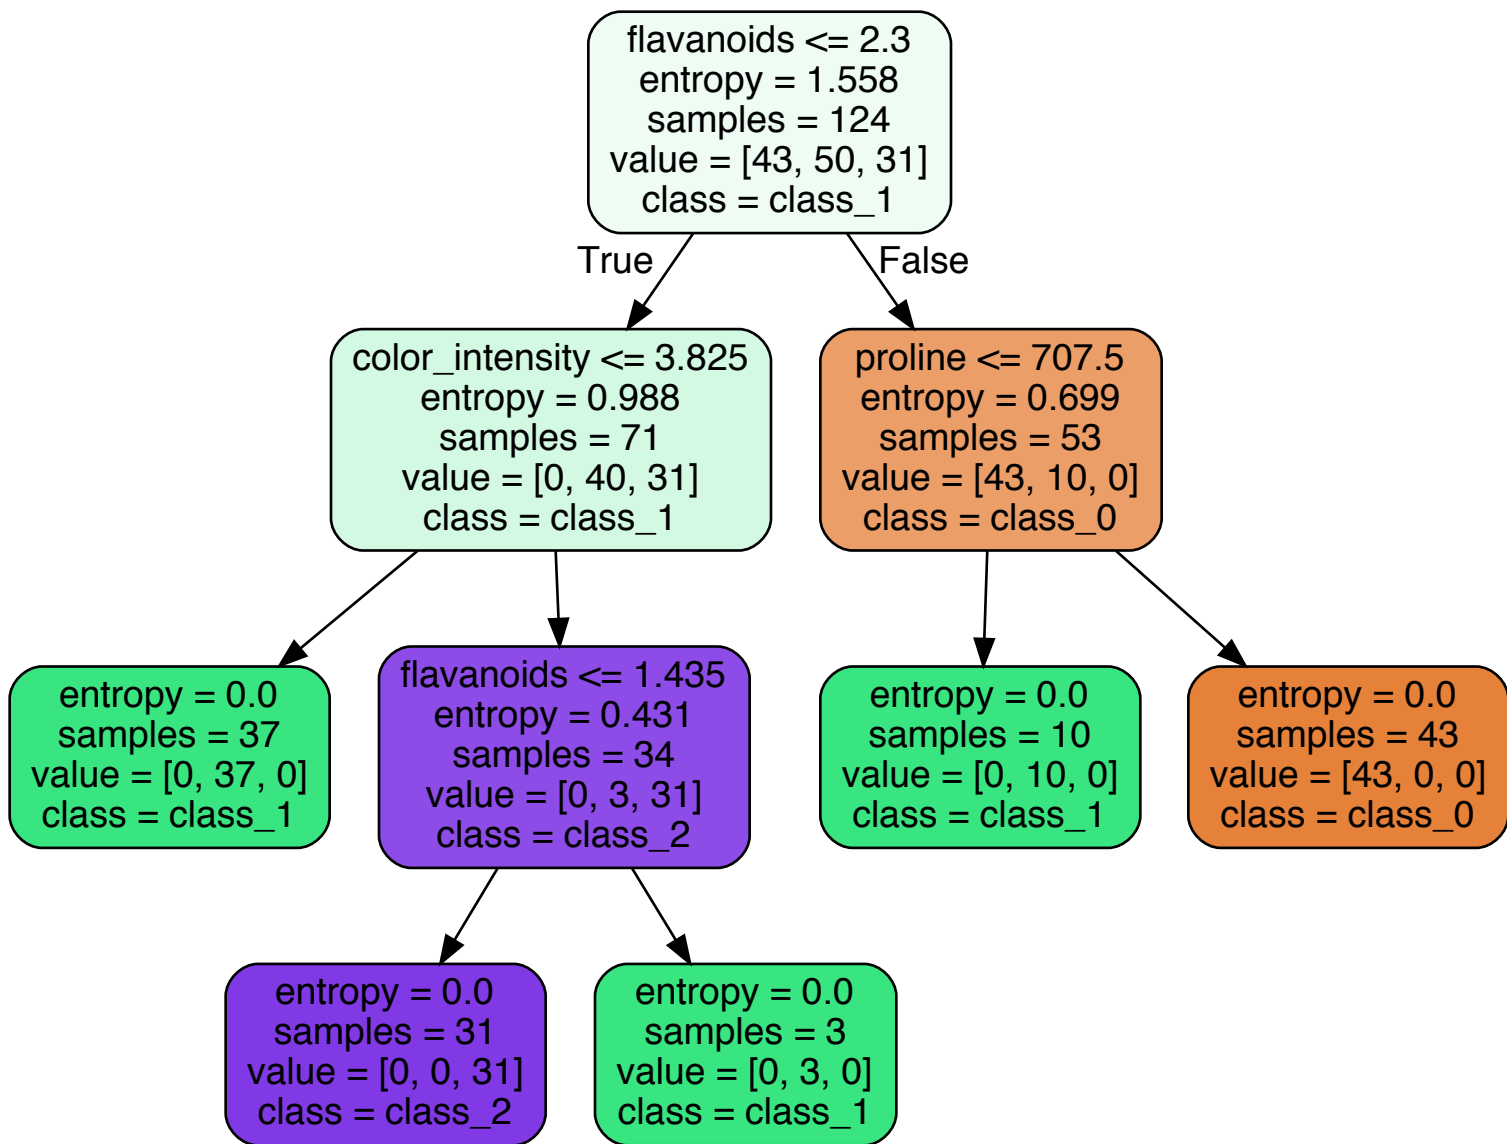 flavanoids <= 2.3
entropy = 1.558
samples = 124
value = [43, 50, 31]
class = class_1
True
False
color_intensity <= 3.825
entropy = 0.988
samples = 71
value = [0, 40, 31]
class = class_1
proline <= 707.5
entropy = 0.699
samples = 53
value = [43, 10, 0]
class = class_0
entropy = 0.0
samples = 37
value = [0, 37, 0]
class = class_1
flavanoids <= 1.435
entropy = 0.431
samples = 34
value = [0, 3, 31]
class = class_2
entropy = 0.0
samples = 10
value = [0, 10, 0]
class = class_1
entropy = 0.0
samples = 43
value = [43, 0, 0]
class = class_0
entropy = 0.0
samples = 31
value = [0, 0, 31]
class = class_2
entropy = 0.0
samples = 3
value = [0, 3, 0]
class = class_1